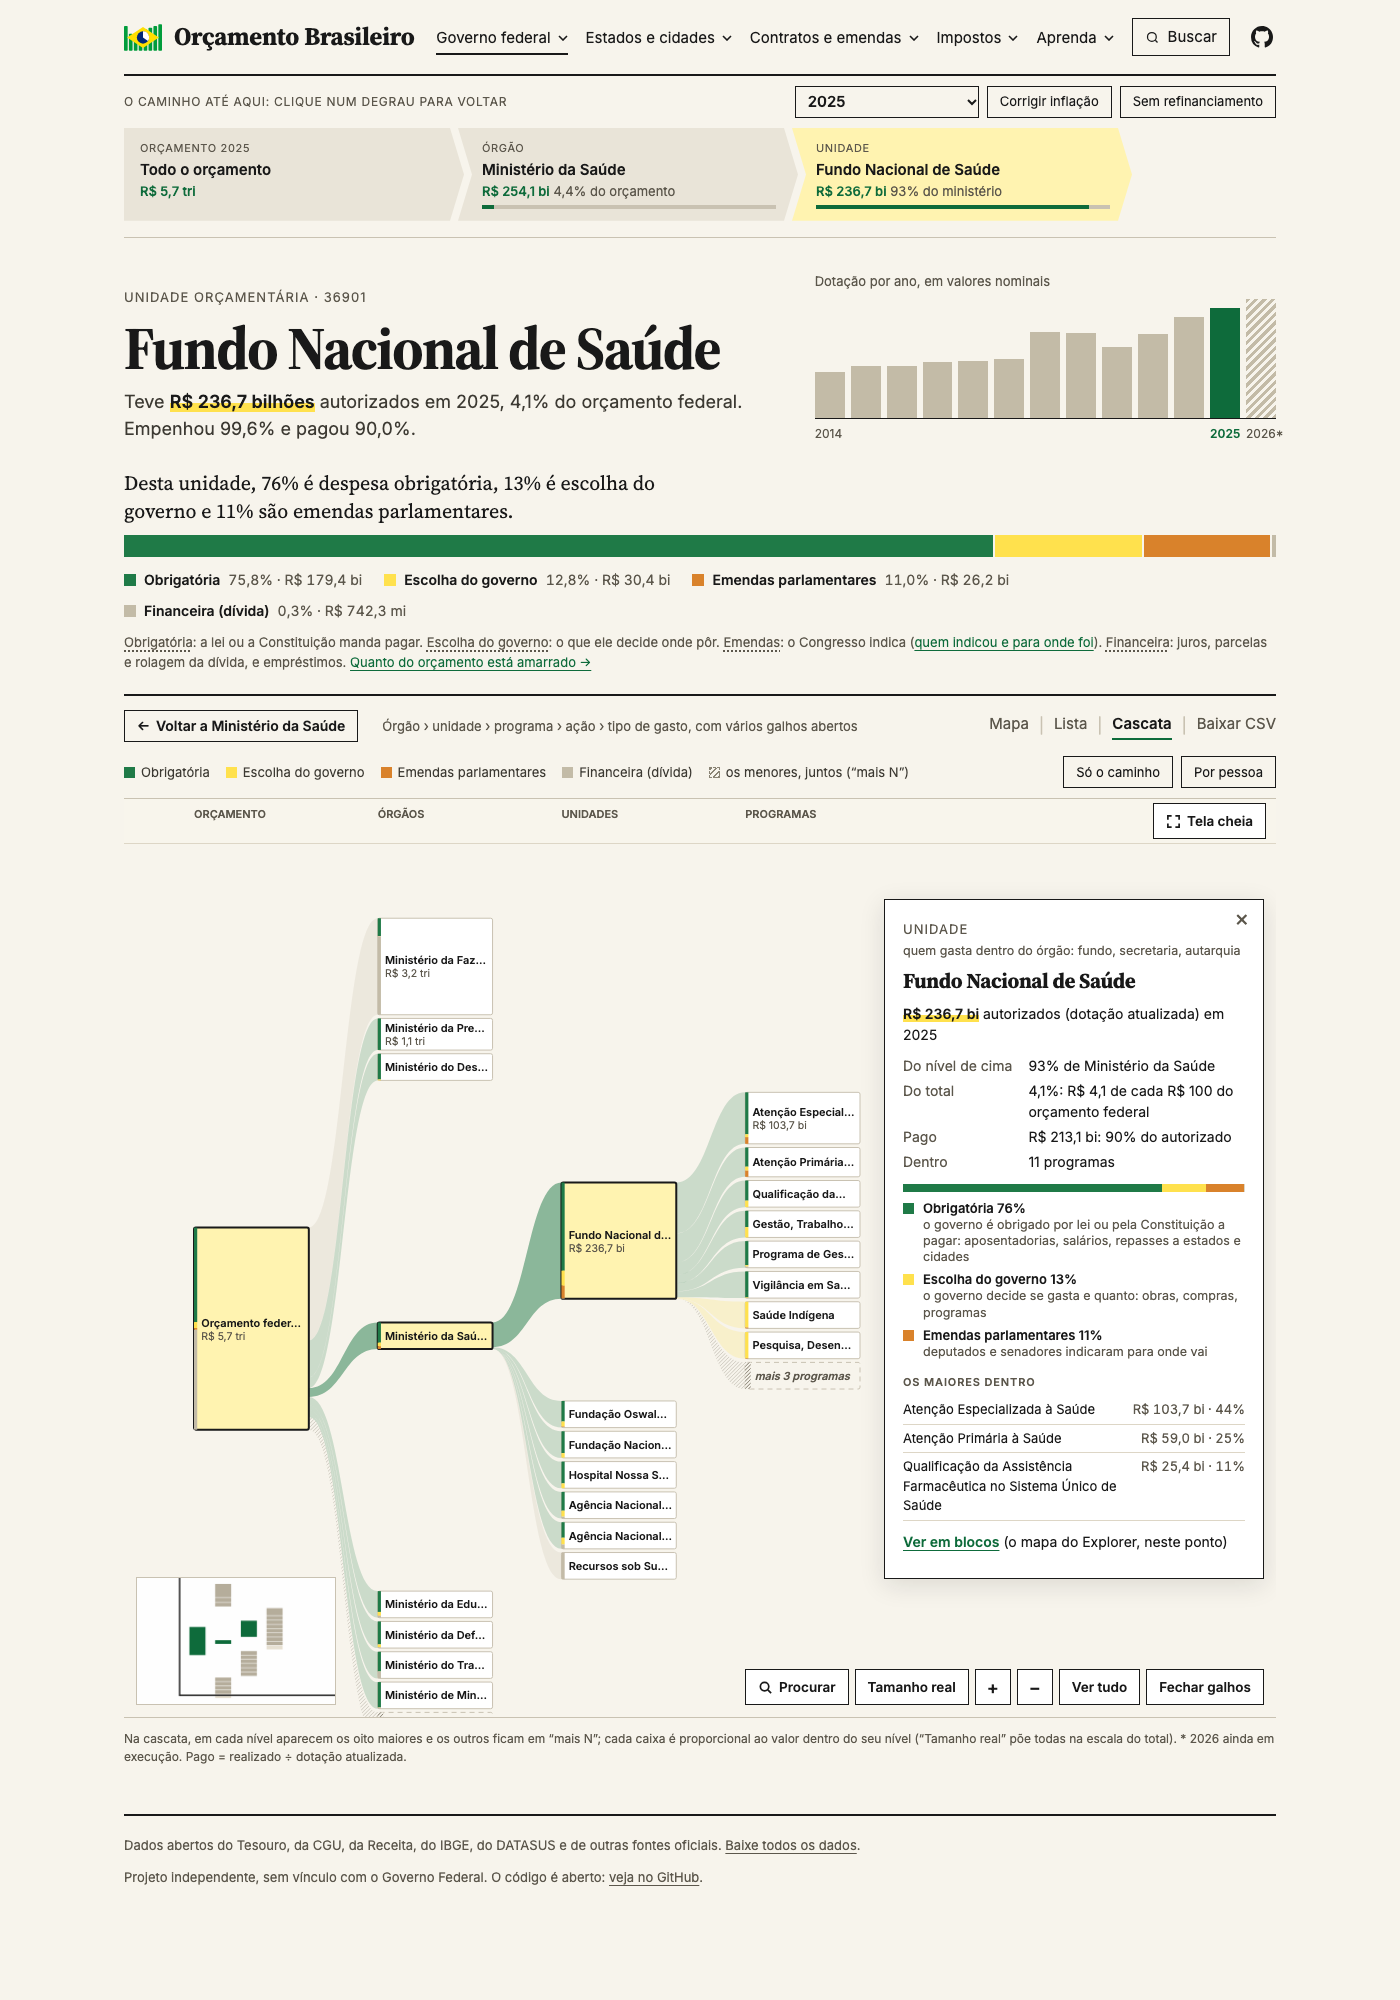 Orçamento Brasileiro
Governo federal
Estados e cidades
Contratos e emendas
Impostos
Aprenda
Buscar
O CAMINHO ATÉ AQUI: CLIQUE NUM DEGRAU PARA VOLTAR
2025
Corrigir inflação
Sem refinanciamento
ORÇAMENTO 2025
Todo o orçamento
R$ 5,7 tri
ÓRGÃO
Ministério da Saúde
R$ 254,1 bi 4,4% do orçamento
UNIDADE
Fundo Nacional de Saúde
R$ 236,7 bi 93% do ministério
UNIDADE ORÇAMENTÁRIA · 36901
Fundo Nacional de Saúde
Teve R$ 236,7 bilhões autorizados em 2025, 4,1% do orçamento federal.
Empenhou 99,6% e pagou 90,0%.
Dotação por ano, em valores nominais
2014
2025
2026*
Desta unidade, 76% é despesa obrigatória, 13% é escolha do
governo e 11% são emendas parlamentares.
Obrigatória 75,8% · R$ 179,4 bi
Escolha do governo 12,8% · R$ 30,4 bi
Emendas parlamentares 11,0% · R$ 26,2 bi
Financeira (dívida) 0,3% · R$ 742,3 mi
Obrigatória: a lei ou a Constituição manda pagar. Escolha do governo: o que ele decide onde pôr. Emendas: o Congresso indica (quem indicou e para onde foi). Financeira: juros, parcelas
e rolagem da dívida, e empréstimos. Quanto do orçamento está amarrado →
← Voltar a Ministério da Saúde
Órgão › unidade › programa › ação › tipo de gasto, com vários galhos abertos
Mapa
Lista
Cascata
Baixar CSV
Obrigatória
Escolha do governo
Emendas parlamentares
Financeira (dívida)
os menores, juntos (“mais N”)
Só o caminho
Por pessoa
ORÇAMENTO
ÓRGÃOS
UNIDADES
PROGRAMAS
Tela cheia
Orçamento feder...
R$ 5,7 tri
Ministério da Faz...
R$ 3,2 tri
Ministério da Pre...
R$ 1,1 tri
Ministério do Des...
Ministério da Saú...
Ministério da Edu...
Ministério da Def...
Ministério do Tra...
Ministério de Min...
Fundo Nacional d...
R$ 236,7 bi
Fundação Oswal...
Fundação Nacion...
Hospital Nossa S...
Agência Nacional...
Agência Nacional...
Recursos sob Su...
Atenção Especial...
R$ 103,7 bi
Atenção Primária...
Qualificação da...
Gestão, Trabalho...
Programa de Ges...
Vigilância em Sa...
Saúde Indígena
Pesquisa, Desen...
mais 3 programas
×
UNIDADE
quem gasta dentro do órgão: fundo, secretaria, autarquia
Fundo Nacional de Saúde
R$ 236,7 bi autorizados (dotação atualizada) em
2025
Do nível de cima 93% de Ministério da Saúde
Do total 4,1%: R$ 4,1 de cada R$ 100 do
orçamento federal
Pago R$ 213,1 bi: 90% do autorizado
Dentro 11 programas
Obrigatória 76%
o governo é obrigado por lei ou pela Constituição a
pagar: aposentadorias, salários, repasses a estados e
cidades
Escolha do governo 13%
o governo decide se gasta e quanto: obras, compras,
programas
Emendas parlamentares 11%
deputados e senadores indicaram para onde vai
OS MAIORES DENTRO
Atenção Especializada à Saúde R$ 103,7 bi · 44%
Atenção Primária à Saúde R$ 59,0 bi · 25%
Qualificação da Assistência R$ 25,4 bi · 11%
Farmacêutica no Sistema Único de
Saúde
Ver em blocos (o mapa do Explorer, neste ponto)
Procurar
Tamanho real
+
−
Ver tudo
Fechar galhos
Na cascata, em cada nível aparecem os oito maiores e os outros ficam em “mais N”; cada caixa é proporcional ao valor dentro do seu nível (“Tamanho real” põe todas na escala do total). * 2026 ainda em
execução. Pago = realizado ÷ dotação atualizada.
Dados abertos do Tesouro, da CGU, da Receita, do IBGE, do DATASUS e de outras fontes oficiais. Baixe todos os dados.
Projeto independente, sem vínculo com o Governo Federal. O código é aberto: veja no GitHub.